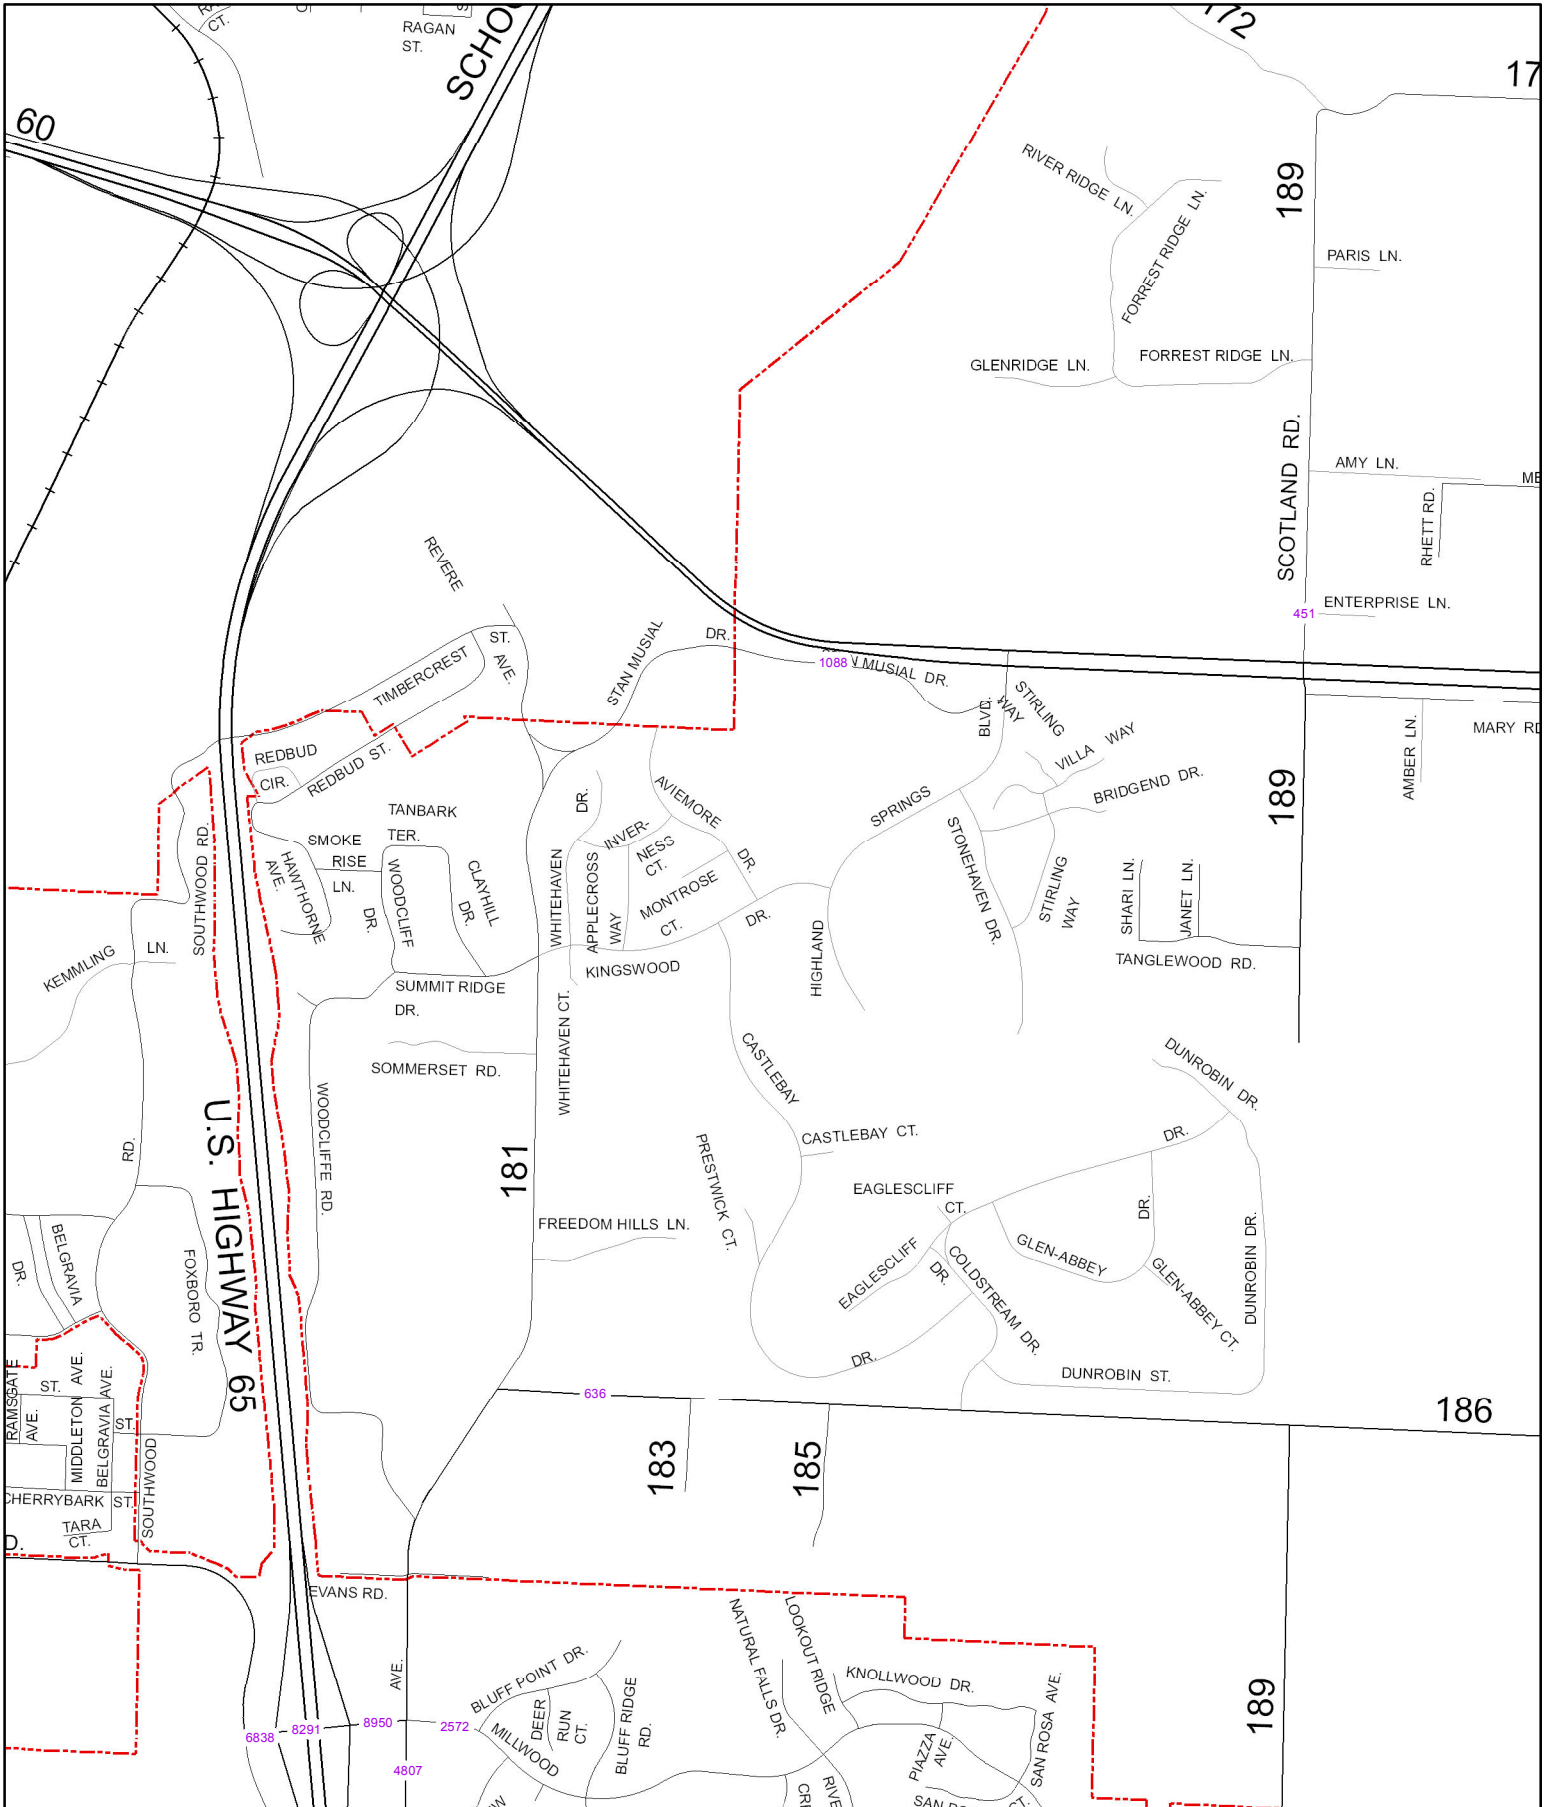 CT.
RAGAN
ST.
SCHOO
172
17
60
RIVER RIDGE LN.
FORREST RIDGE LN.
189
PARIS LN.
GLENRIDGE LN.
FORREST RIDGE LN.
SCOTLAND RD.
AMY LN.
ME
RHETT RD.
REVERE
AVE.
ENTERPRISE LN.
451
TIMBERCREST
ST.
STAN MUSIAL
DR.
1088
MUSIAL DR.
BLVD.
STIRLING
WAY
VILLA WAY
BRIDGEND DR.
AMBER LN.
MARY RD
189
REDBUD
CIR.
REDBUD ST.
SOUTHWOOD RD.
TANBARK
TER.
SMOKE
RISE
LN.
HAWTHORNE
AVE.
WOODCLIFF
DR.
CLAYHILL
DR.
WHITEHAVEN
DR.
AVIEMORE
DR.
INVER-
NESS
CT.
APPLECROSS
WAY
MONTROSE
CT.
SPRINGS
HIGHLAND
STONEHAVEN DR.
STIRLING
WAY
SHARI LN.
JANET LN.
TANGLEWOOD RD.
KEMMLING
LN.
KINGSWOOD
DR.
SUMMIT RIDGE
DR.
WHITEHAVEN CT.
SOMMERSET RD.
WOODCLIFFE RD.
CASTLEBAY
CASTLEBAY CT.
DUNROBIN DR.
DR.
U.S. HIGHWAY 65
RD.
181
PRESTWICK CT.
EAGLESCLIFF
CT.
FREEDOM HILLS LN.
EAGLESCLIFF
DR.
COLDSTREAM DR.
GLEN-ABBEY
DR.
GLEN-ABBEY CT.
DUNROBIN DR.
BELGRAVIA
DR.
FOXBORO TR.
DR.
DUNROBIN ST.
636
186
RAMSGATE
AVE.
ST.
MIDDLETON AVE.
BELGRAVIA AVE.
ST.
SOUTHWOOD
183
185
CHERRYBARK ST.
TARA
CT.
D.
EVANS RD.
AVE.
NATURAL FALLS DR.
LOOKOUT RIDGE
KNOLLWOOD DR.
SAN ROSA AVE.
BLUFF POINT DR.
DEER
RUN
CT.
BLUFF RIDGE
RD.
MILLWOOD
PIAZZA
AVE.
189
6838
8291
8950
2572
4807
RIVE
CT.